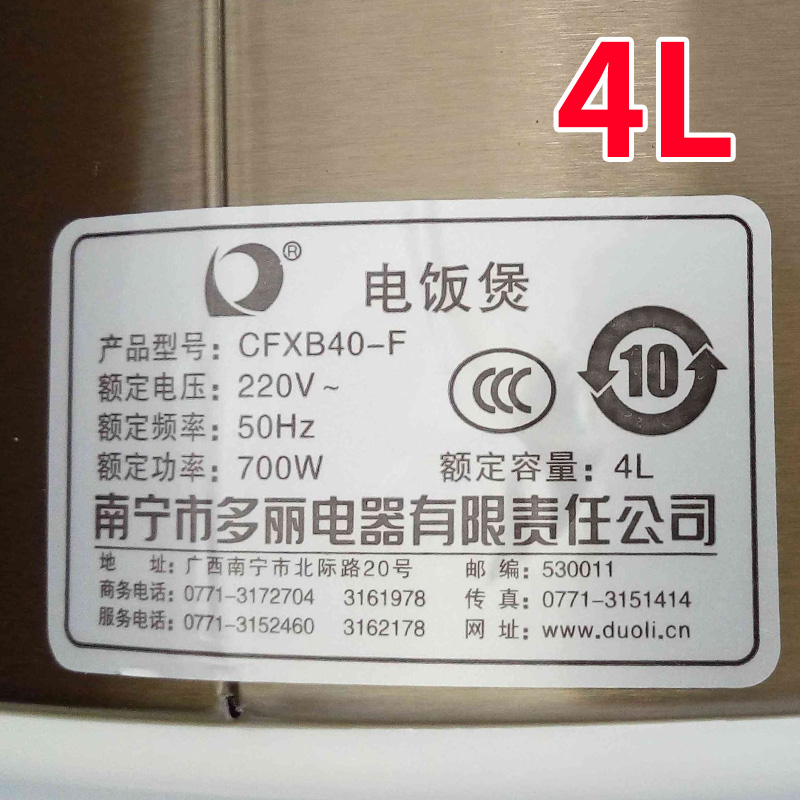 4L
®
电饭煲
产品型号：CFXB40-F
额定电压：220V~
CCC
10
额定频率：50Hz
额定功率：700W 额定容量：4L
南宁市多丽电器有限责任公司
地 址：广西南宁市北际路20号 邮 编：530011
商务电话：0771-3172704 3161978 传 真：0771-3151414
服务电话：0771-3152460 3162178 网 址：www.duoli.cn